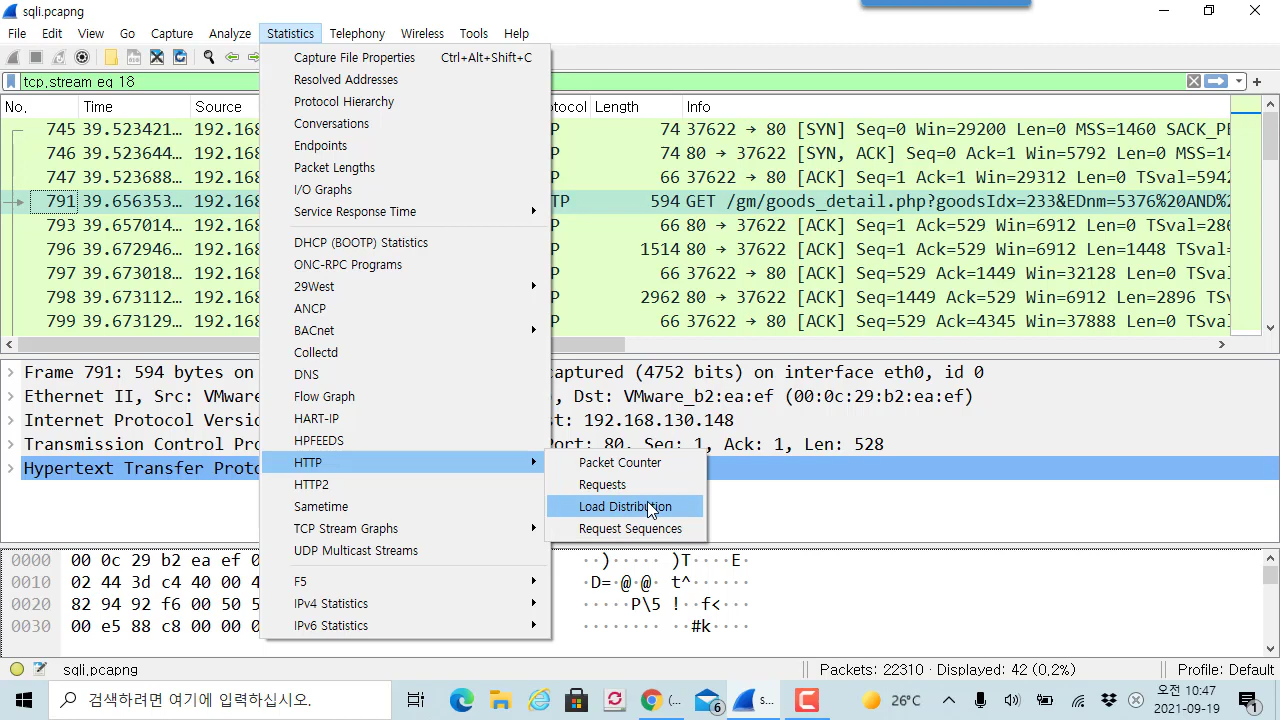 sqli.pcapng
File Edit View Go Capture Analyze Statistics Telephony Wireless Tools Help
tcp,stream eq 18
No. Time Source otocol Length Info
745 39.523421… 192.168 P 74 37622 → 80 [SYN] Seq=0 Win=29200 Len=0 MSS=1460 SACK_PE
746 39.523644… 192.168 P 74 80 → 37622 [SYN, ACK] Seq=0 Ack=1 Win=5792 Len=0 MSS=14
747 39.523688… 192.168 P 66 37622 → 80 [ACK] Seq=1 Ack=1 Win=29312 Len=0 TSval=5942
791 39.656353… 192.168 TP 594 GET /gm/goods_detail.php?goodsIdx=233&EDnm=5376%20AND%2
793 39.657014… 192.168 P 66 80 → 37622 [ACK] Seq=1 Ack=529 Win=6912 Len=0 TSval=286
796 39.672946… 192.168 P 1514 80 → 37622 [ACK] Seq=1 Ack=529 Win=6912 Len=1448 TSval=
797 39.673018… 192.168 P 66 37622 → 80 [ACK] Seq=529 Ack=1449 Win=32128 Len=0 TSval
798 39.673112… 192.168 P 2962 80 → 37622 [ACK] Seq=1449 Ack=529 Win=6912 Len=2896 TSv
799 39.673129… 192.168 P 66 37622 → 80 [ACK] Seq=529 Ack=4345 Win=37888 Len=0 TSval
Capture File Properties Ctrl+Alt+Shift+C
Resolved Addresses
Protocol Hierarchy
Conversations
Endpoints
Packet Lengths
I/O Graphs
Service Response Time
DHCP (BOOTP) Statistics
ONC-RPC Programs
29West
ANCP
BACnet
Collectd
DNS
Flow Graph
HART-IP
HPFEEDS
HTTP
HTTP2
Sametime
TCP Stream Graphs
UDP Multicast Streams
F5
IPv4 Statistics
IPv6 Statistics
Packet Counter
Requests
Load Distribution
Request Sequences
Frame 791: 594 bytes on captured (4752 bits) on interface eth0, id 0
Ethernet II, Src: VMware , Dst: VMware_b2:ea:ef (00:0c:29:b2:ea:ef)
Internet Protocol Versi st: 192.168.130.148
Transmission Control Pro Port: 80, Seq: 1, Ack: 1, Len: 528
Hypertext Transfer Proto
0000 00 0c 29 b2 ea ef 0 ··) ····· )T····E·
0010 02 44 3d c4 40 00 4 ·D=·@·@· t^······
0020 82 94 92 f6 00 50 5 ·····P\5 !··f<···
0030 00 e5 88 c8 00 00 0 ········ ··#k····
sqli.pcapng Packets: 22310 · Displayed: 42 (0,2%) Profile: Default
검색하려면 여기에 입력하십시오.
(… 6 s… 26°C 오전 10:47
2021-09-19 1